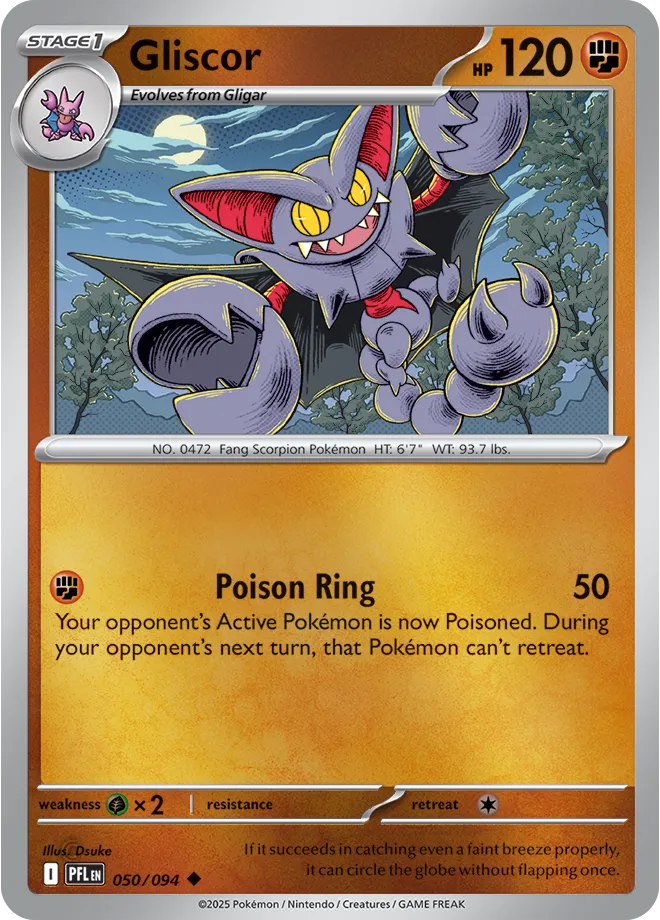 STAGE 1
Gliscor
HP 120
Evolves from Gligar
NO. 0472 Fang Scorpion Pokémon HT: 6'7" WT: 93.7 lbs.
Poison Ring 50
Your opponent's Active Pokémon is now Poisoned. During
your opponent's next turn, that Pokémon can't retreat.
weakness ×2 resistance retreat
Illus. Dsuke
If it succeeds in catching even a faint breeze properly,
it can circle the globe without flapping once.
I PFL EN 050/094
©2025 Pokémon / Nintendo / Creatures / GAME FREAK